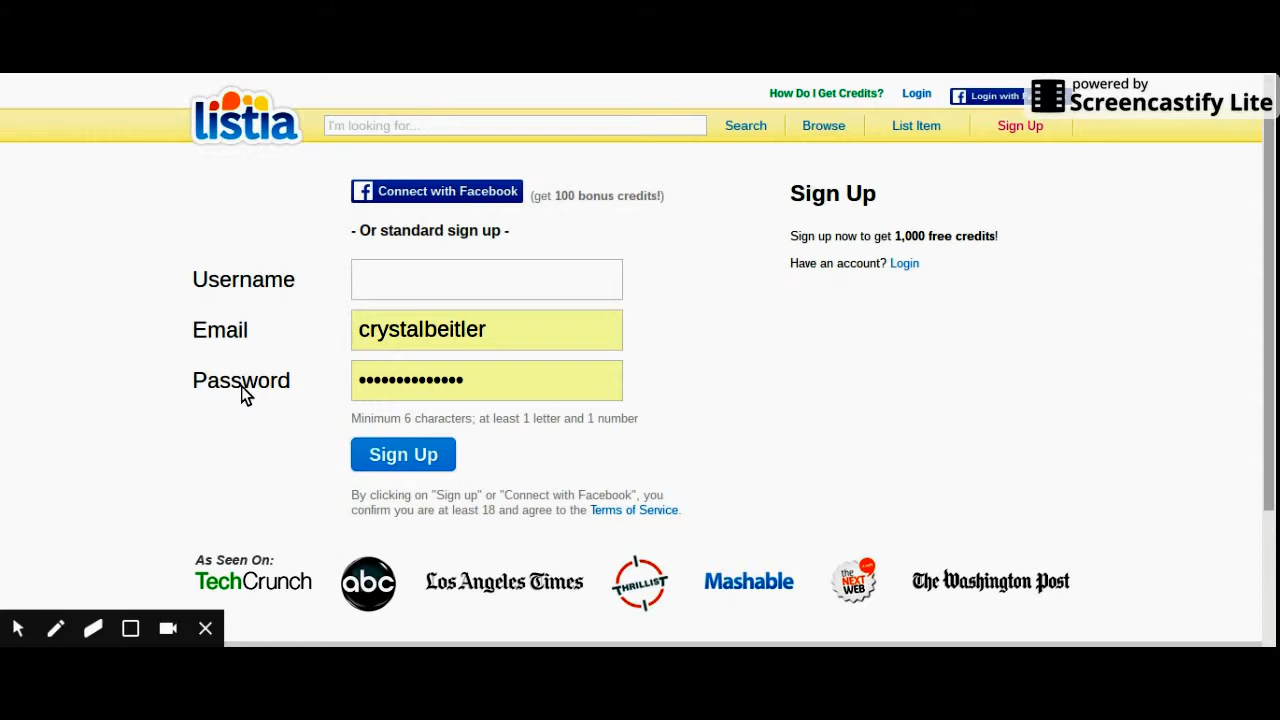 powered by
Screencastify Lite
How Do I Get Credits? Login Login with
listia
I'm looking for... Search Browse List Item Sign Up
Connect with Facebook (get 100 bonus credits!)
- Or standard sign up -
Sign Up
Sign up now to get 1,000 free credits!
Have an account? Login
Username
Email crystalbeitler
Password ••••••••••••••
Minimum 6 characters; at least 1 letter and 1 number
Sign Up
By clicking on "Sign up" or "Connect with Facebook", you
confirm you are at least 18 and agree to the Terms of Service.
As Seen On:
TechCrunch abc Los Angeles Times THRILLIST Mashable the NEXT WEB The Washington Post